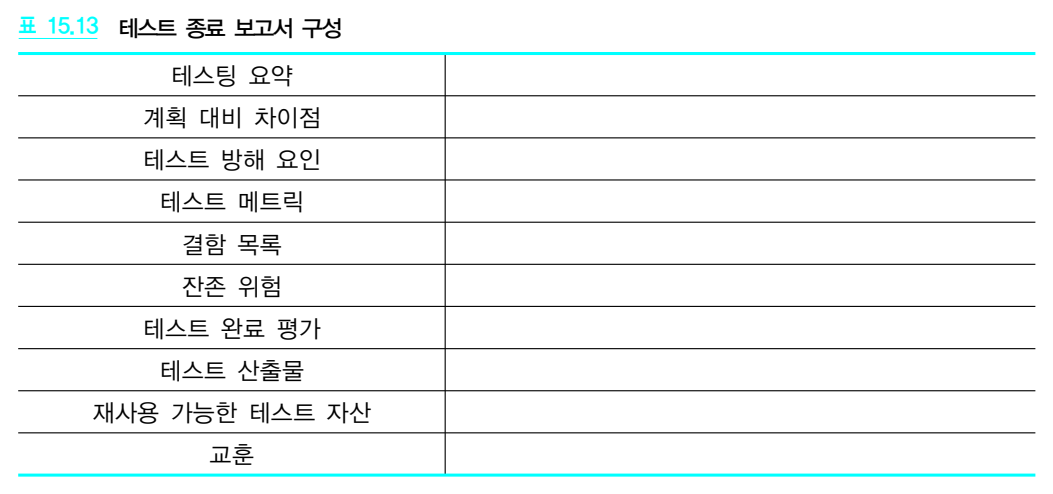 표 15.13 테스트 종료 보고서 구성
테스팅 요약
계획 대비 차이점
테스트 방해 요인
테스트 메트릭
결함 목록
잔존 위험
테스트 완료 평가
테스트 산출물
재사용 가능한 테스트 자산
교훈